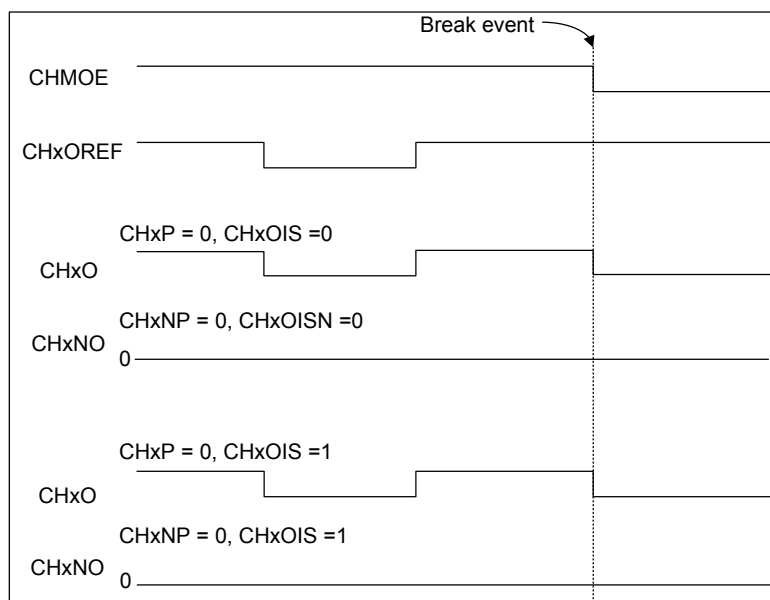 Break event
CHMOE
CHxOREF
CHxP = 0, CHxOIS =0
CHxO
CHxNP = 0, CHxOISN =0
CHxNO
0
CHxP = 0, CHxOIS =1
CHxO
CHxNP = 0, CHxOIS =1
CHxNO
0